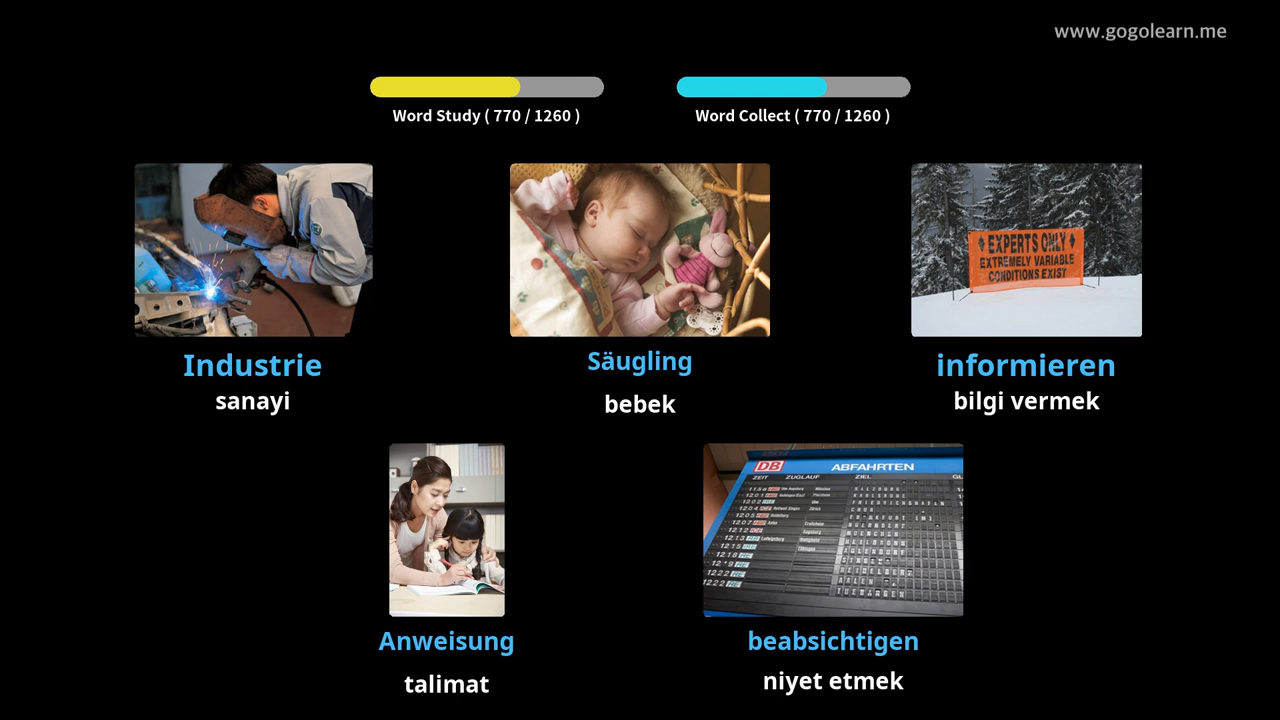 www.gogolearn.me
Word Study ( 770 / 1260 )
Word Collect ( 770 / 1260 )
EXPERTS ONLY
EXTREMELY VARIABLE
CONDITIONS EXIST
Industrie
sanayi
Säugling
bebek
informieren
bilgi vermek
DB ABFAHRTEN
ZEIT ZUGLAUF ZIEL
Anweisung
talimat
beabsichtigen
niyet etmek